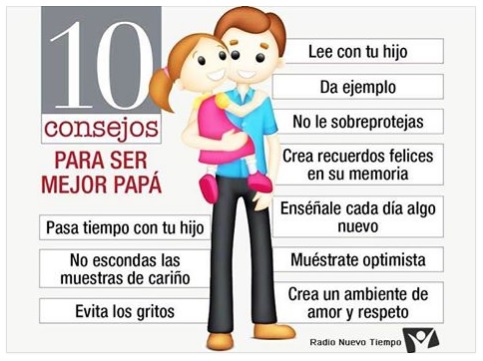 10
consejos
PARA SER
MEJOR PAPÁ
Pasa tiempo con tu hijo
No escondas las
muestras de cariño
Evita los gritos
Lee con tu hijo
Da ejemplo
No le sobreprotejas
Crea recuerdos felices
en su memoria
Enséñale cada día algo
nuevo
Muéstrate optimista
Crea un ambiente de
amor y respeto
Radio Nuevo Tiempo